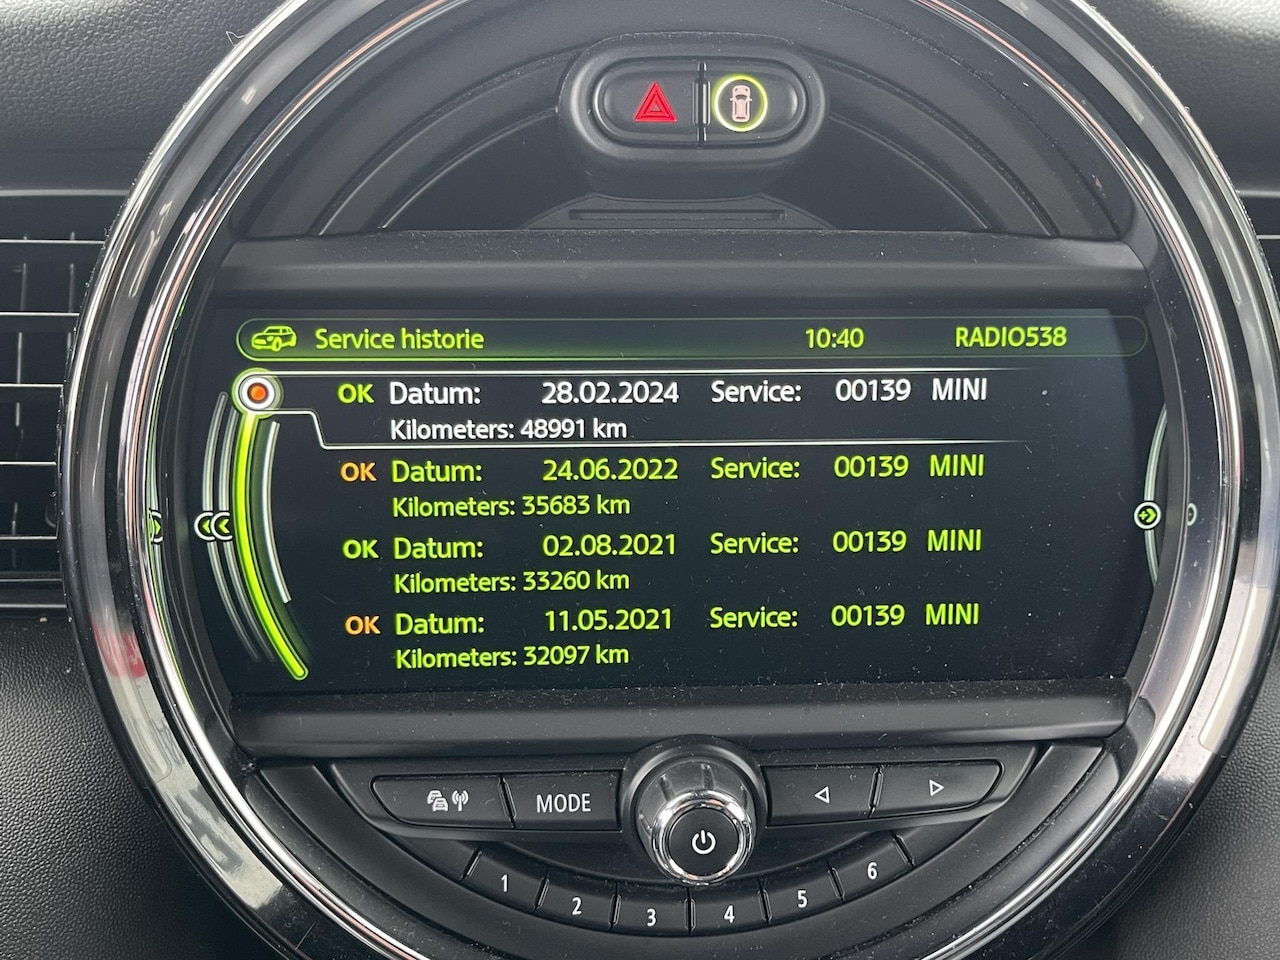 Service historie 10:40 RADIO538
OK Datum: 28.02.2024 Service: 00139 MINI
Kilometers: 48991 km
OK Datum: 24.06.2022 Service: 00139 MINI
Kilometers: 35683 km
OK Datum: 02.08.2021 Service: 00139 MINI
Kilometers: 33260 km
OK Datum: 11.05.2021 Service: 00139 MINI
Kilometers: 32097 km
MODE
1 2 3 4 5 6